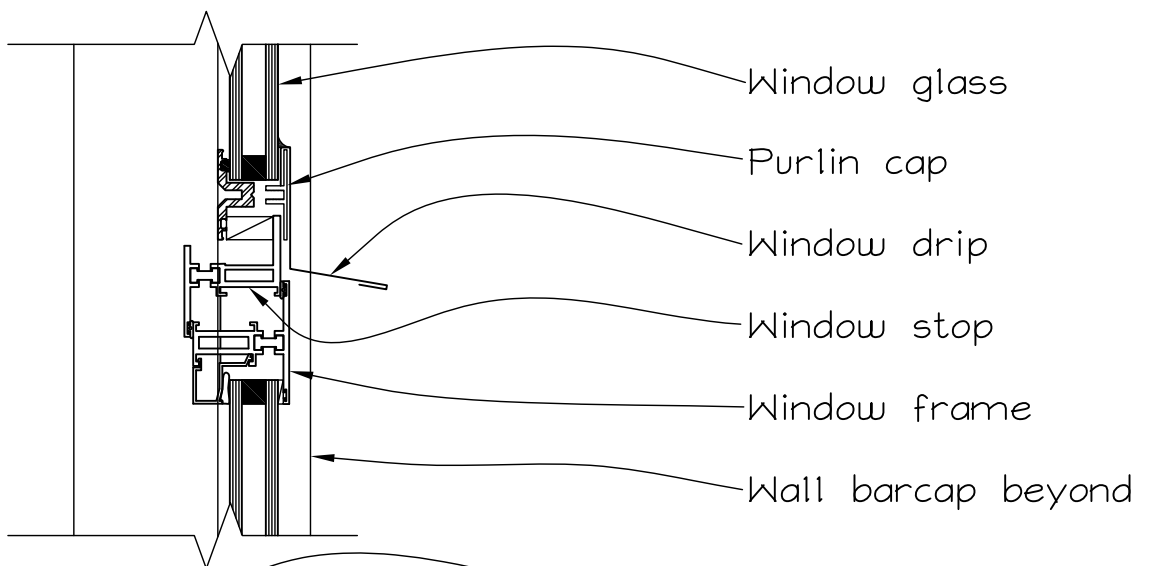 Window glass
Purlin cap
Window drip
Window stop
Window frame
Wall barcap beyond